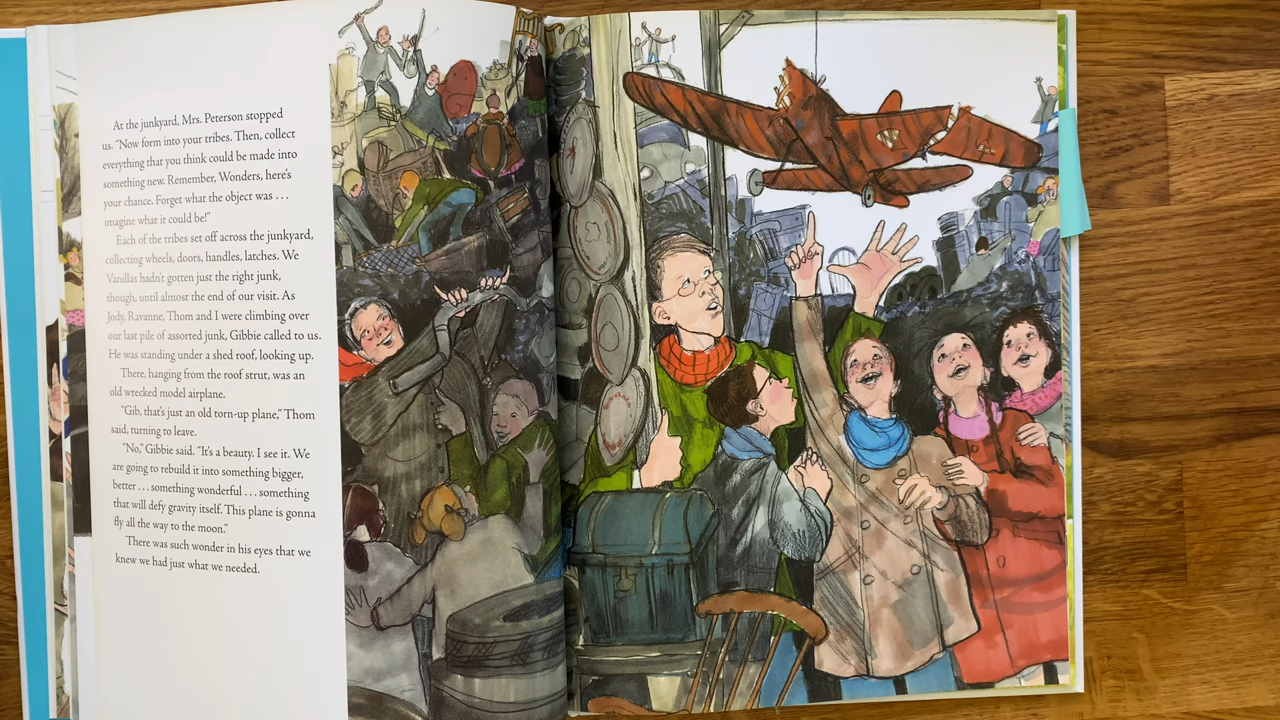 At the junkyard, Mrs. Peterson stopped
us. “Now form into your tribes. Then, collect
everything that you think could be made into
something new. Remember, Wonders, here’s
your chance. Forget what the object was . . .
imagine what it could be!”
Each of the tribes set off across the junkyard,
collecting wheels, doors, handles, latches. We
Vanillas hadn’t gotten just the right junk,
though, until almost the end of our visit. As
Jody, Ravanne, Thom and I were climbing over
our last pile of assorted junk, Gibbie called to us.
He was standing under a shed roof, looking up.
There, hanging from the roof strut, was an
old wrecked model airplane.
“Gib, that’s just an old torn-up plane,” Thom
said, turning to leave.
“No,” Gibbie said. “It’s a beauty. I see it. We
are going to rebuild it into something bigger,
better . . . something wonderful . . . something
that will defy gravity itself. This plane is gonna
fly all the way to the moon.”
There was such wonder in his eyes that we
knew we had just what we needed.